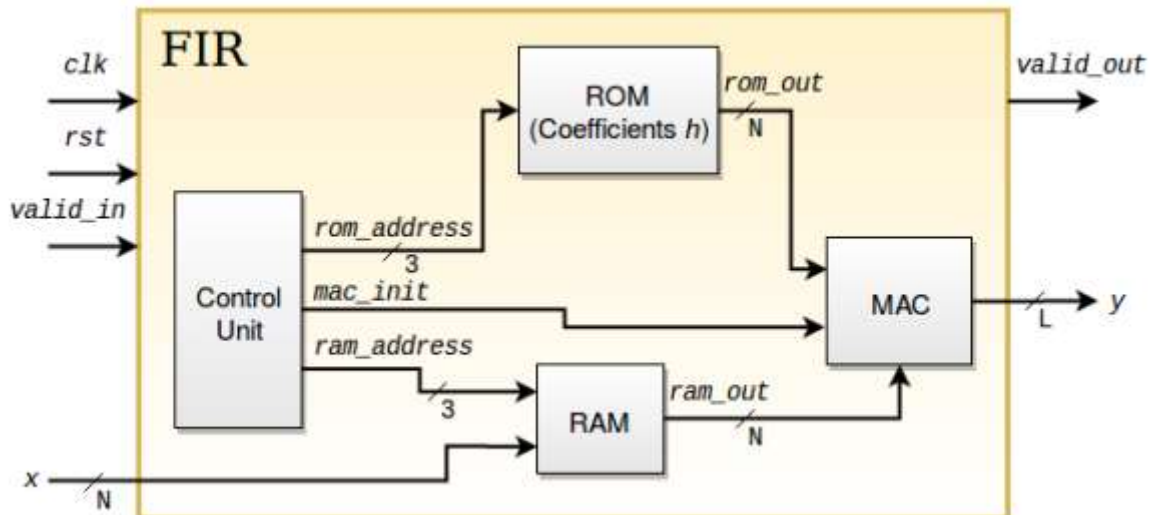 FIR
clk
rst
valid_in
ROM
(Coefficients h)
rom_out
N
valid_out
rom_address
3
mac_init
Control
Unit
ram_address
3
MAC
L
y
RAM
ram_out
N
x
N